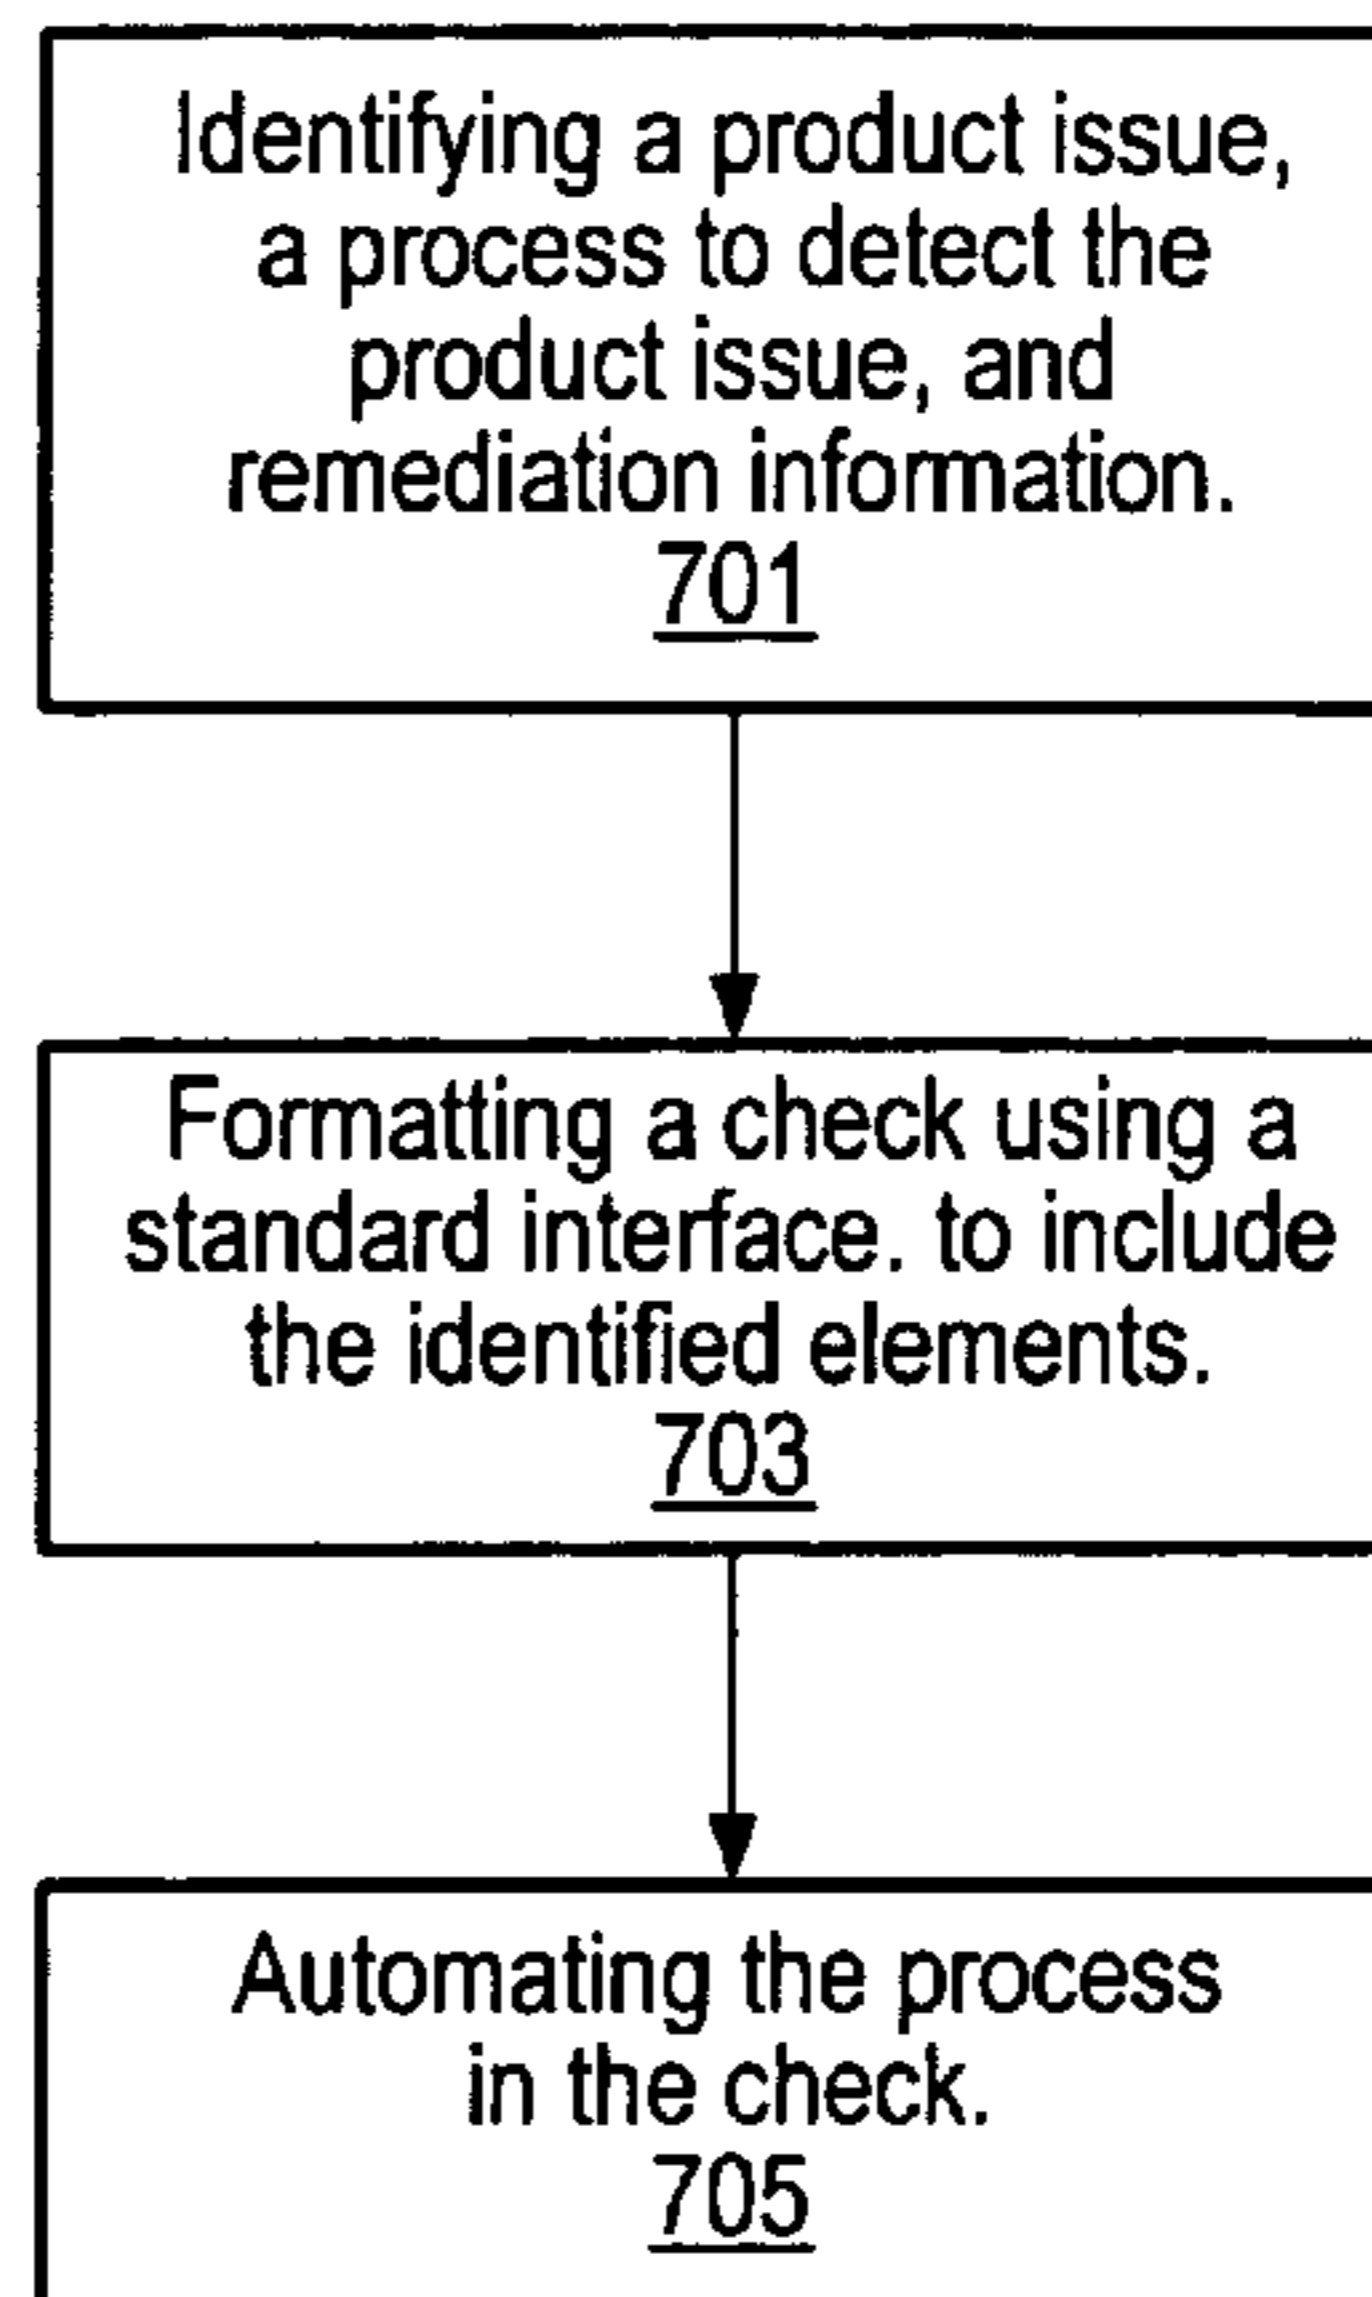 Identifying a product issue,
a process to detect the
product issue, and
remediation information.
701
Formatting a check using a
standard interface. to include
the identified elements.
703
Automating the process
in the check.
705